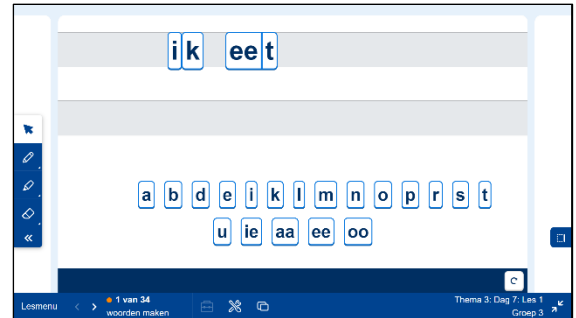 ik eet
a b d e i k l m n o p r s t
u ie aa ee oo
Lesmenu
1 van 34
woorden maken
Thema 3: Dag 7: Les 1
Groep 3